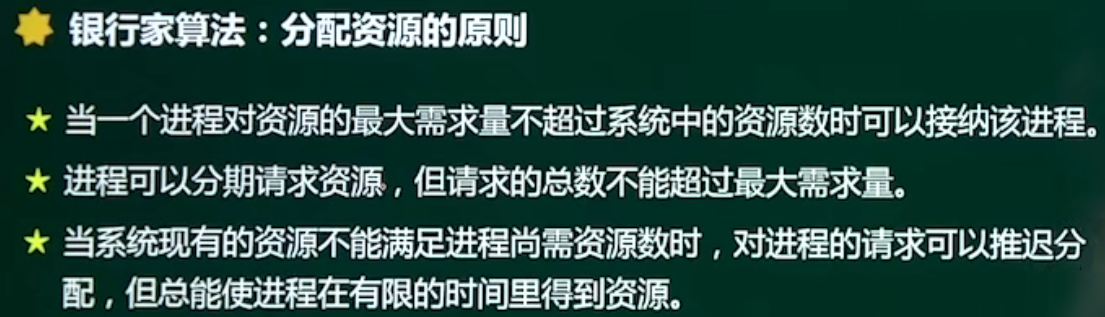 银行家算法：分配资源的原则
当一个进程对资源的最大需求量不超过系统中的资源数时可以接纳该进程。
进程可以分期请求资源，但请求的总数不能超过最大需求量。
当系统现有的资源不能满足进程尚需资源数时，对进程的请求可以推迟分
配，但总能使进程在有限的时间里得到资源。